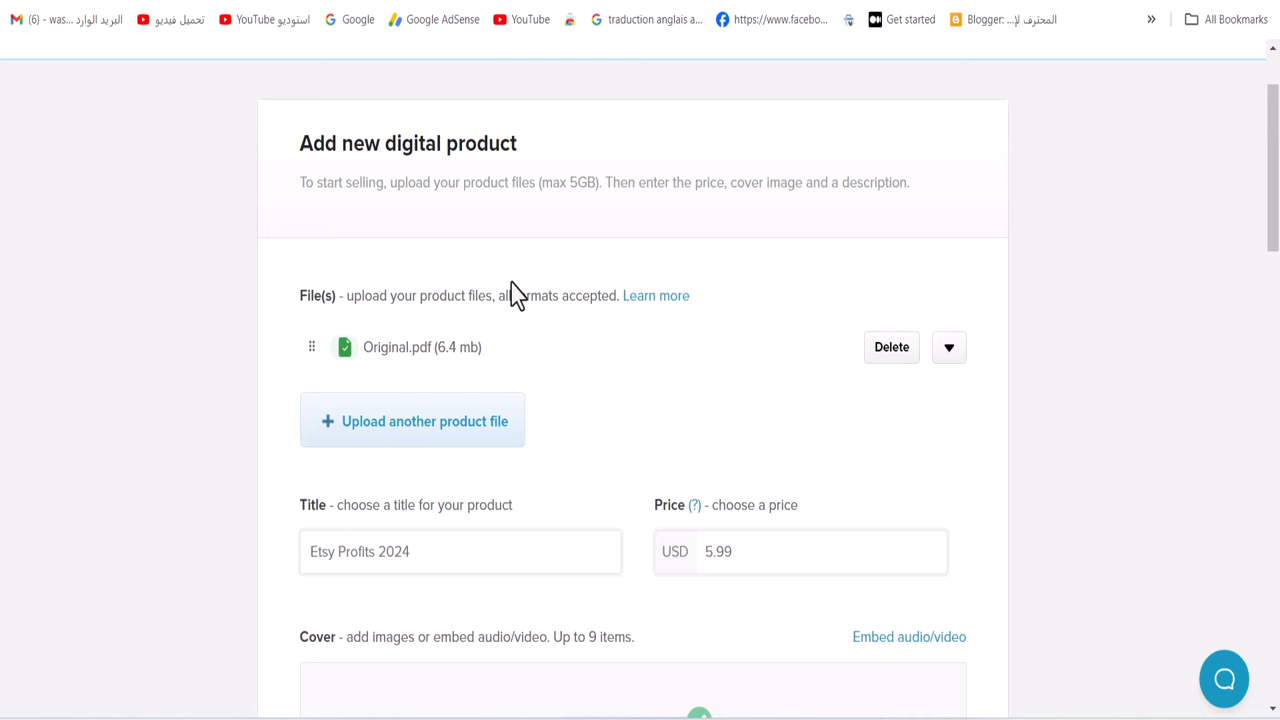 (6) - was... البريد الوارد
تحميل فيديو
استوديو YouTube
Google
Google AdSense
YouTube
traduction anglais a...
https://www.facebo...
Get started
Blogger: ...المحترف لإ
»
All Bookmarks
Add new digital product
To start selling, upload your product files (max 5GB). Then enter the price, cover image and a description.
File(s) - upload your product files, all formats accepted. Learn more
Original.pdf (6.4 mb)
Delete
+ Upload another product file
Title - choose a title for your product
Price (?) - choose a price
Etsy Profits 2024
USD 5.99
Cover - add images or embed audio/video. Up to 9 items.
Embed audio/video